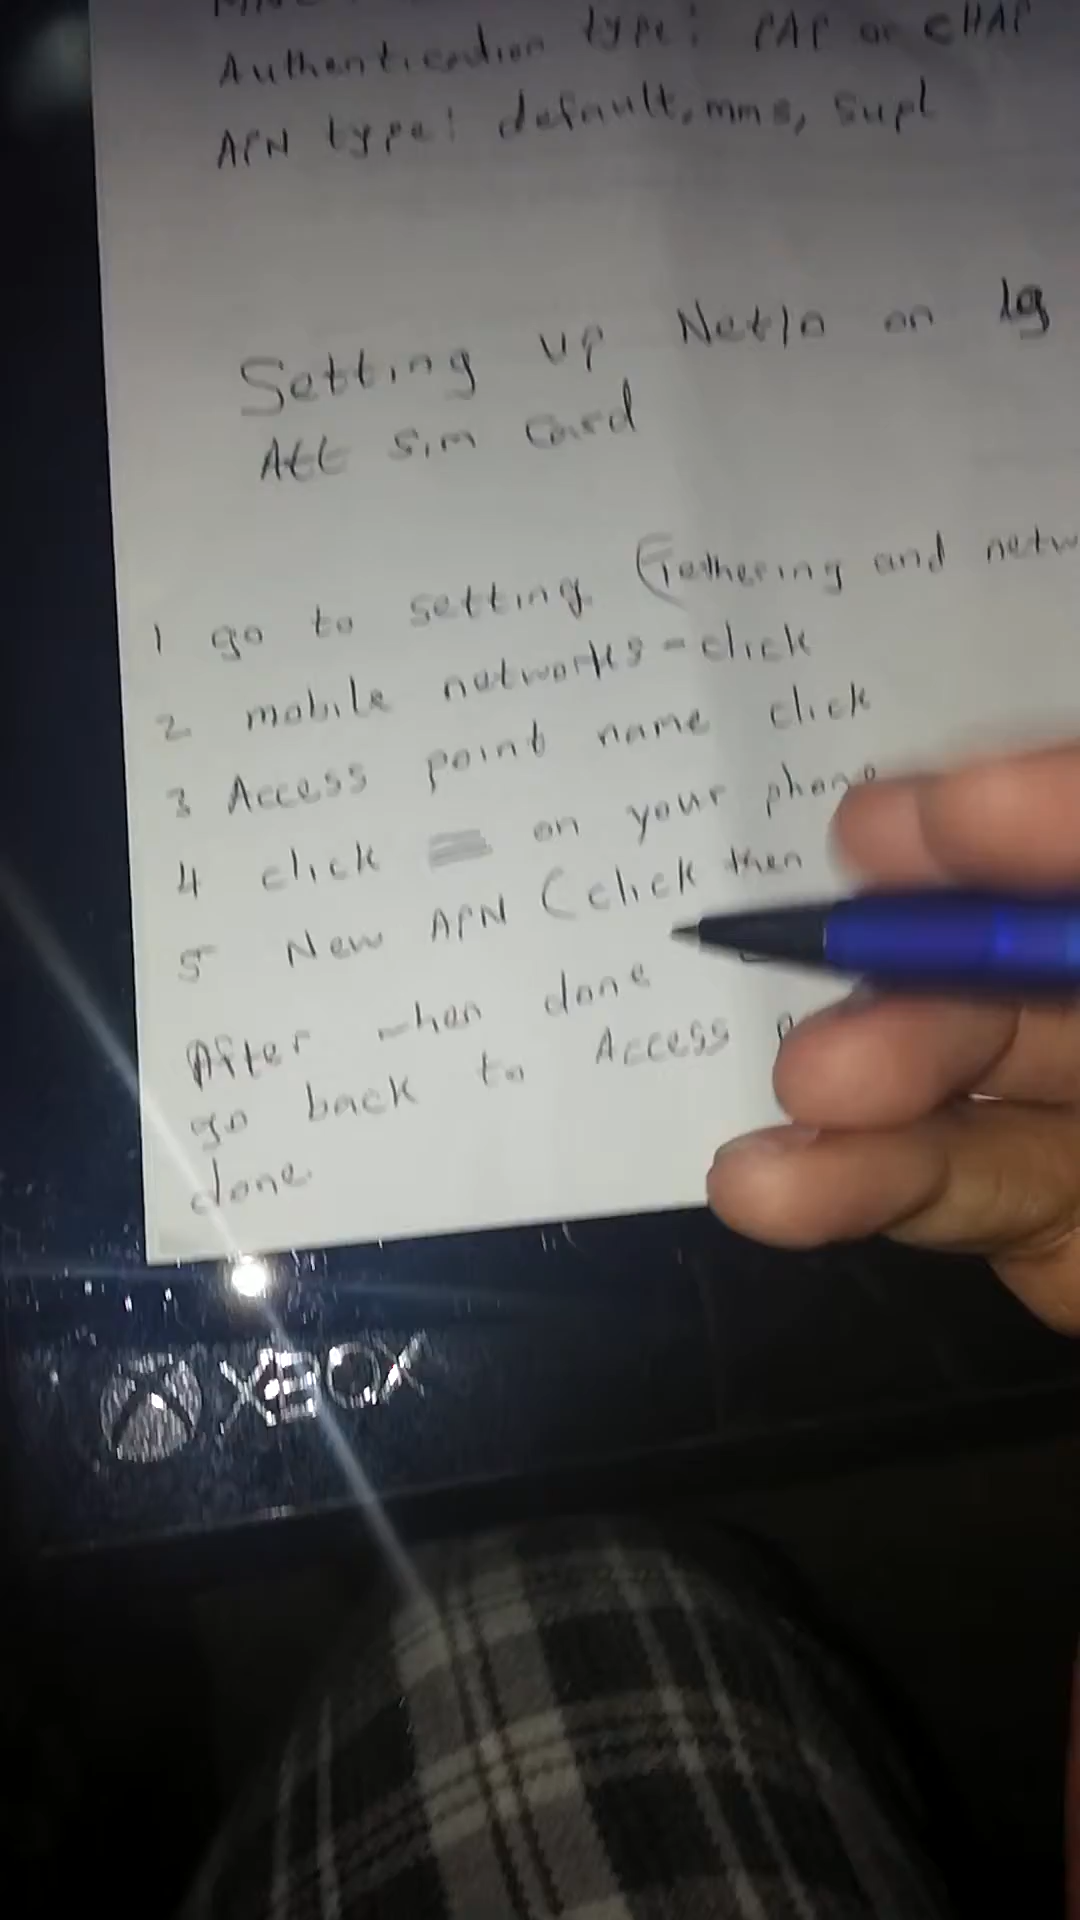 Authentication type: PAP or CHAP
APN type: default,mms, supl
Setting up Net10 on lg
Att sim card
1 go to setting. (Tethering and netw
2 mobile networks - click
3 Access point name click
4 click on your phone
5 New APN (click then
After when done
go back to Access
done.
XBOX